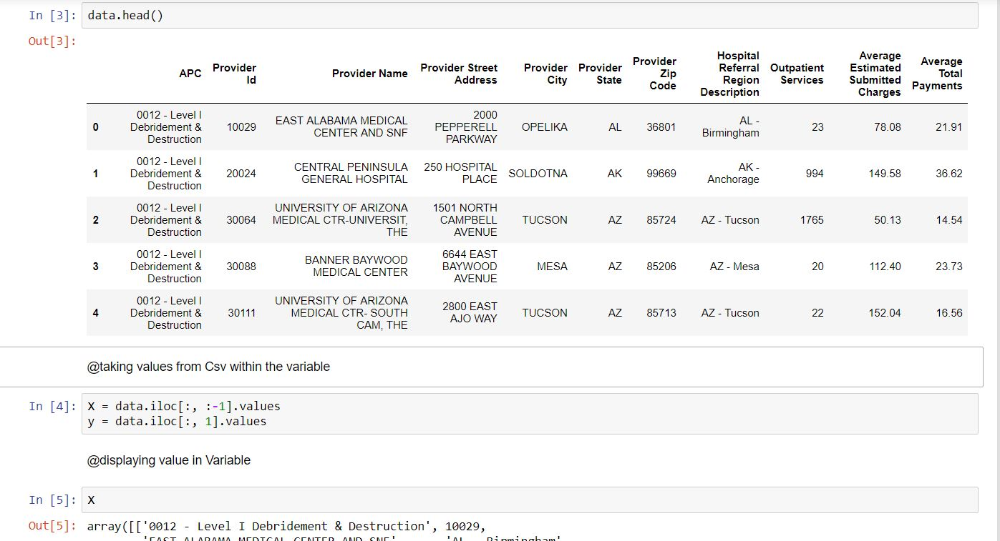 In [3]: data.head()
Out[3]:
APC Provider Id Provider Name Provider Street Address Provider City Provider State Provider Zip Code Hospital Referral Region Description Outpatient Services Average Estimated Submitted Charges Average Total Payments
0 0012 - Level I Debridement & Destruction 10029 EAST ALABAMA MEDICAL CENTER AND SNF 2000 PEPPERELL PARKWAY OPELIKA AL 36801 AL - Birmingham 23 78.08 21.91
1 0012 - Level I Debridement & Destruction 20024 CENTRAL PENINSULA GENERAL HOSPITAL 250 HOSPITAL PLACE SOLDOTNA AK 99669 AK - Anchorage 994 149.58 36.62
2 0012 - Level I Debridement & Destruction 30064 UNIVERSITY OF ARIZONA MEDICAL CTR-UNIVERSIT, THE 1501 NORTH CAMPBELL AVENUE TUCSON AZ 85724 AZ - Tucson 1765 50.13 14.54
3 0012 - Level I Debridement & Destruction 30088 BANNER BAYWOOD MEDICAL CENTER 6644 EAST BAYWOOD AVENUE MESA AZ 85206 AZ - Mesa 20 112.40 23.73
4 0012 - Level I Debridement & Destruction 30111 UNIVERSITY OF ARIZONA MEDICAL CTR- SOUTH CAM, THE 2800 EAST AJO WAY TUCSON AZ 85713 AZ - Tucson 22 152.04 16.56
@taking values from Csv within the variable
In [4]: X = data.iloc[:, :-1].values
y = data.iloc[:, 1].values
@displaying value in Variable
In [5]: X
Out[5]: array([['0012 - Level I Debridement & Destruction', 10029,
'EAST ALABAMA MEDICAL CENTER AND SNF', 'AL - Birmingham',